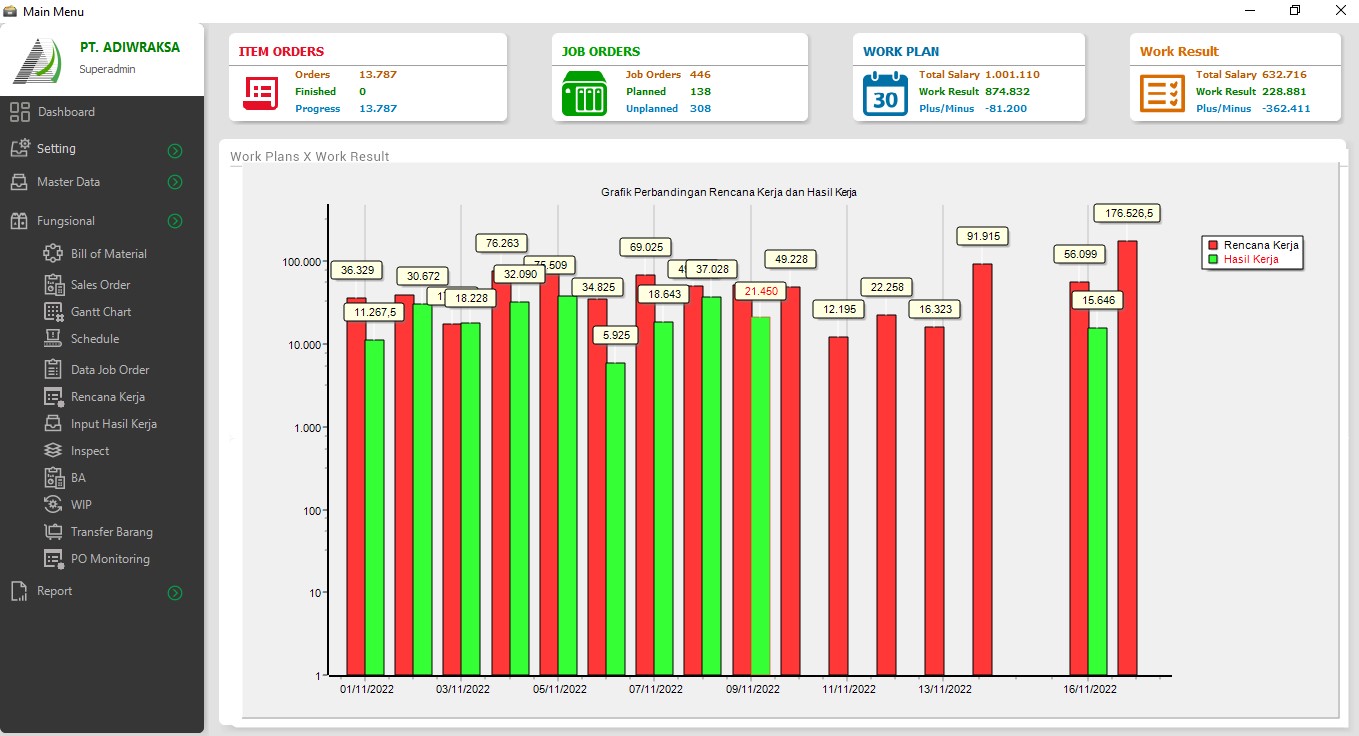 Main Menu
PT. ADIWRAKSA
Superadmin
Dashboard
Setting
Master Data
Fungsional
Bill of Material
Sales Order
Gantt Chart
Schedule
Data Job Order
Rencana Kerja
Input Hasil Kerja
Inspect
BA
WIP
Transfer Barang
PO Monitoring
Report
ITEM ORDERS
Orders 13.787
Finished 0
Progress 13.787
JOB ORDERS
Job Orders 446
Planned 138
Unplanned 308
WORK PLAN
30
Total Salary 1.001.110
Work Result 874.832
Plus/Minus -81.200
Work Result
Total Salary 632.716
Work Result 228.881
Plus/Minus -362.411
Work Plans X Work Result
Grafik Perbandingan Rencana Kerja dan Hasil Kerja
176.526,5
91.915
76.263
69.025
Rencana Kerja
Hasil Kerja
56.099
49.228
100.000
36.329
30.672
32.090
37.028
34.825
22.258
21.450
18.228
18.643
15.646
11.267,5
12.195
16.323
5.925
10.000
1.000
100
10
1
01/11/2022 03/11/2022 05/11/2022 07/11/2022 09/11/2022 11/11/2022 13/11/2022 16/11/2022